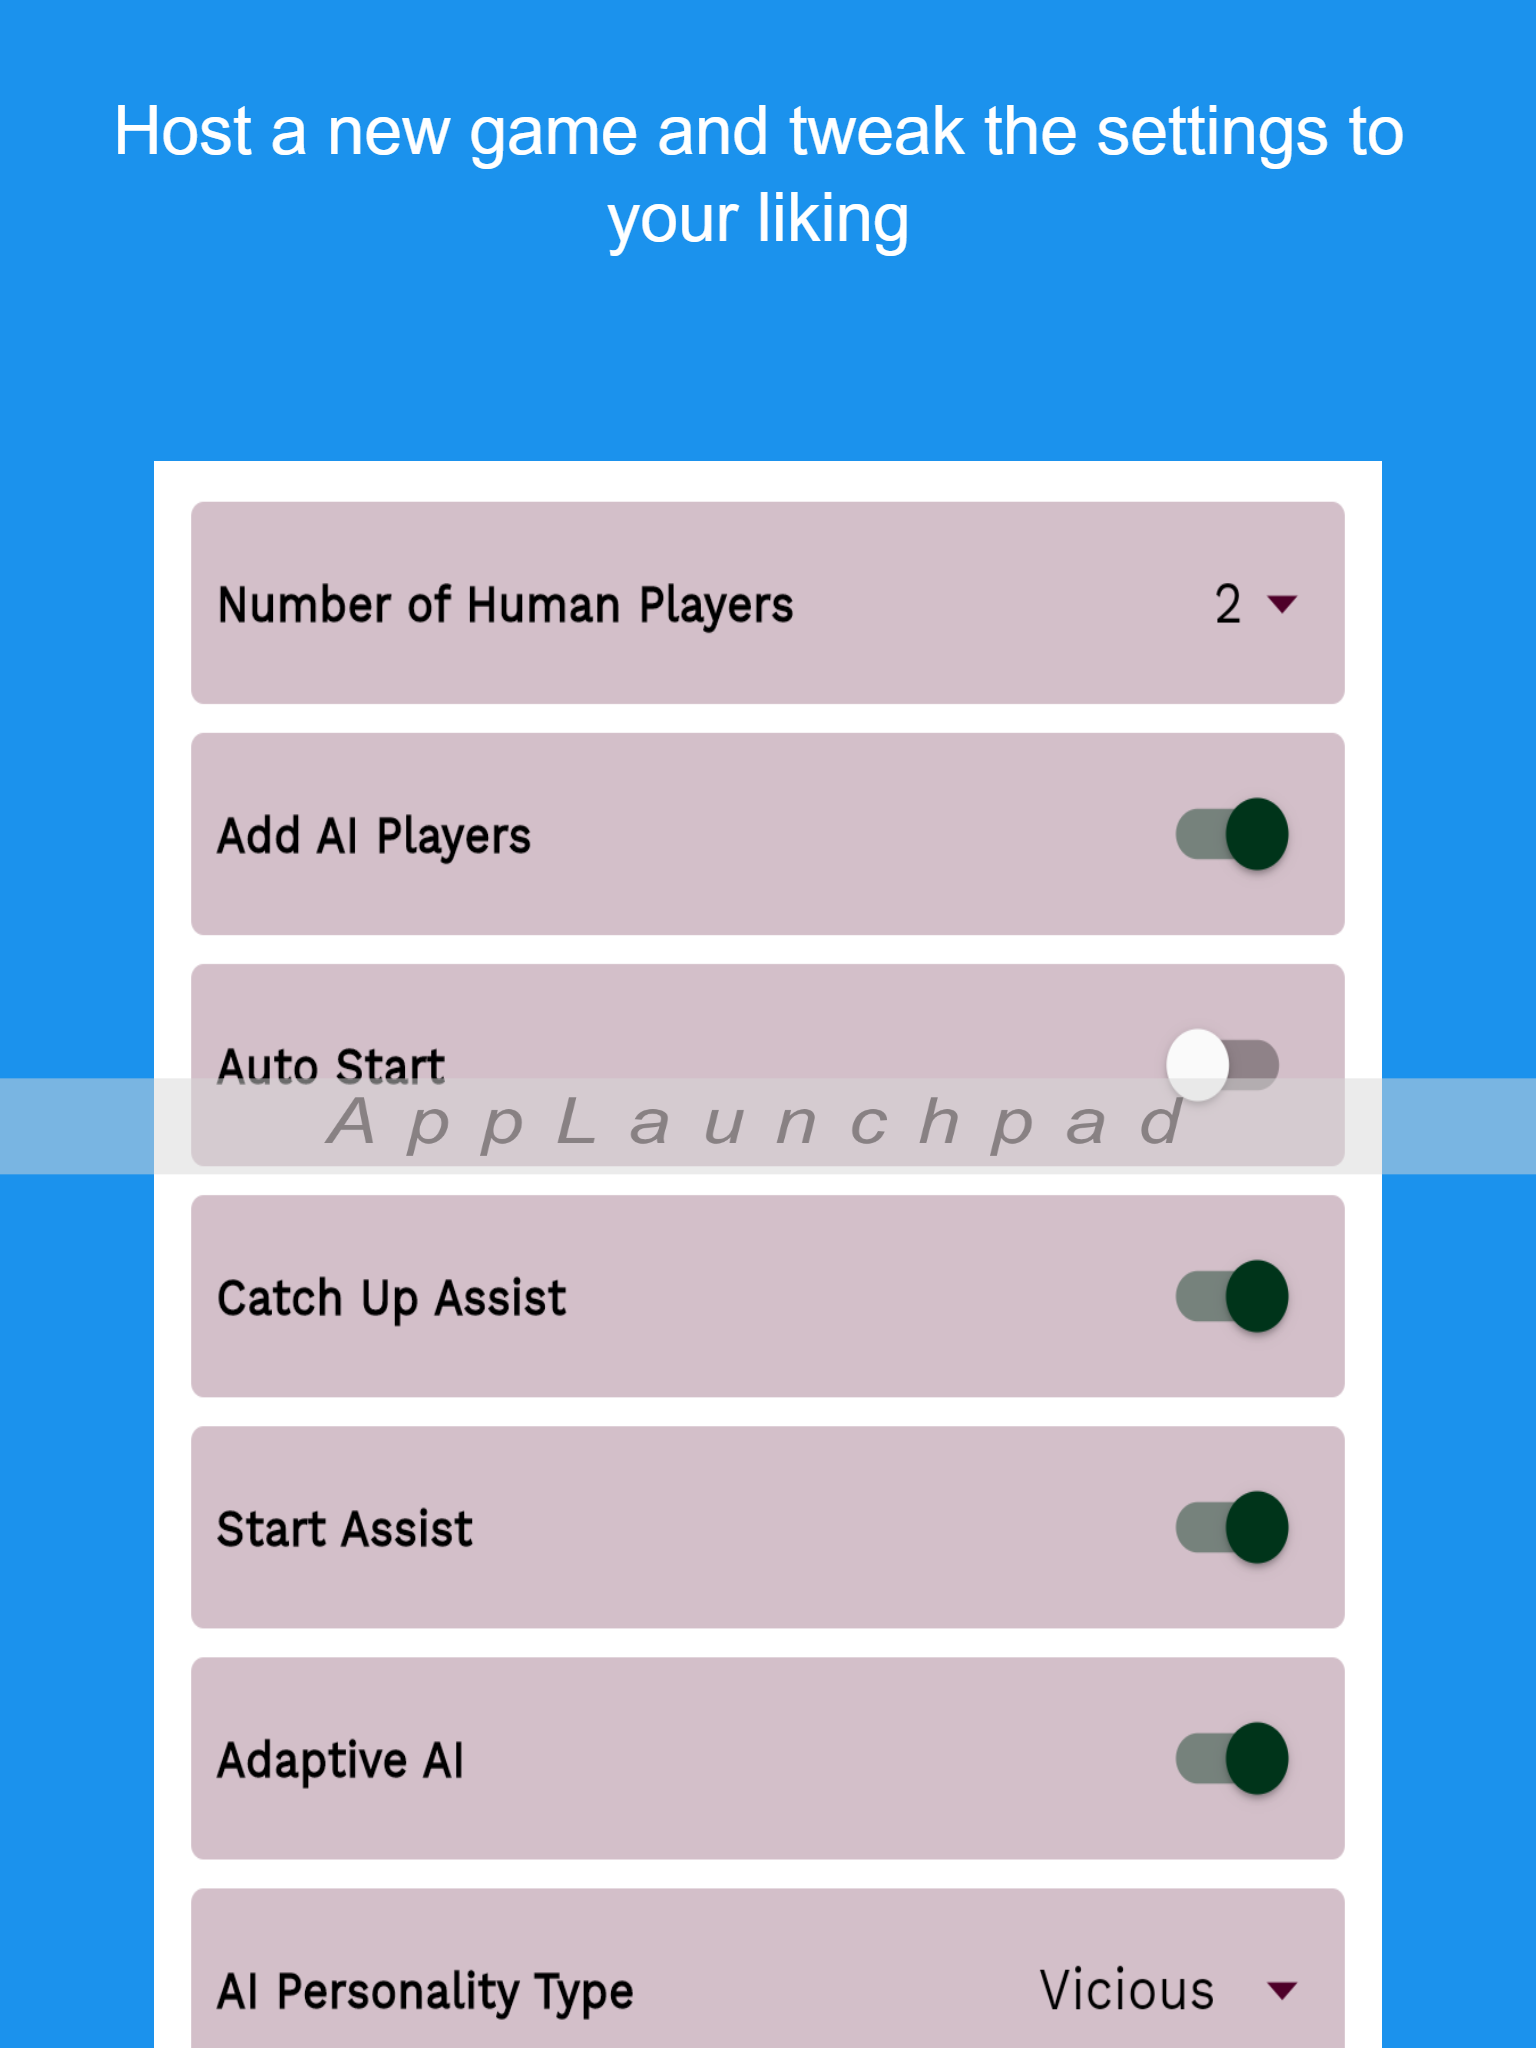 Host a new game and tweak the settings to
your liking
Number of Human Players 2
Add AI Players
Auto Start
AppLaunchpad
Catch Up Assist
Start Assist
Adaptive AI
AI Personality Type Vicious